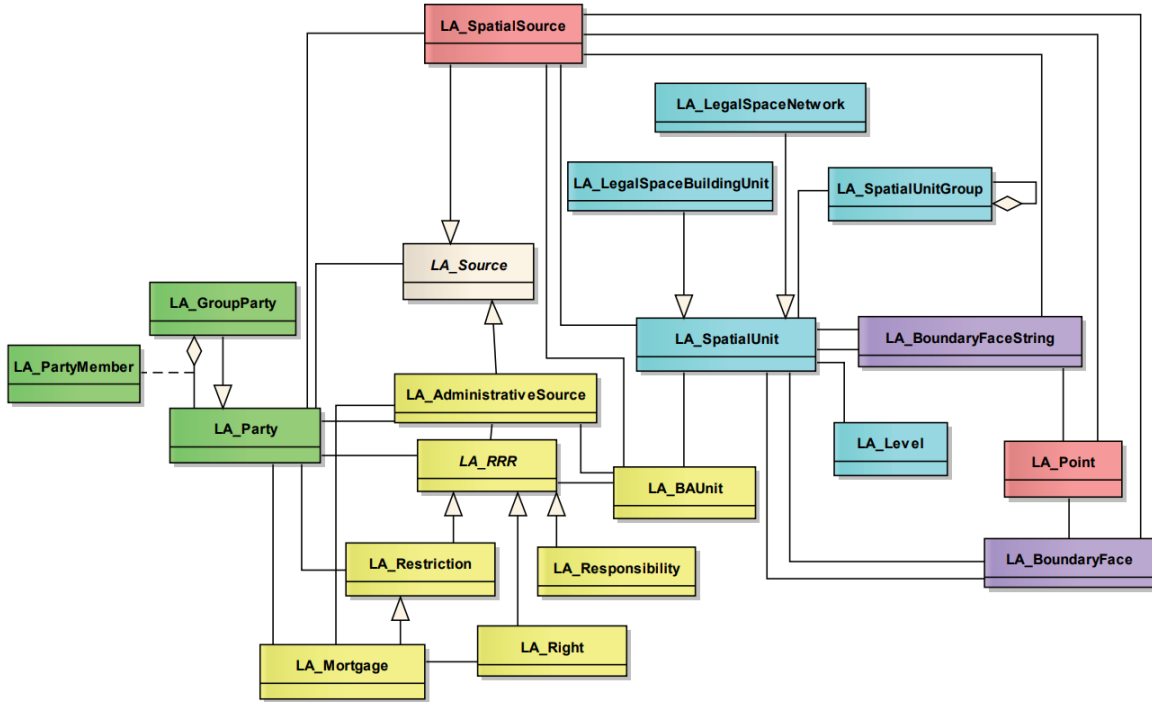 LA_SpatialSource
LA_LegalSpaceNetwork
LA_LegalSpaceBuildingUnit
LA_SpatialUnitGroup
LA_Source
LA_GroupParty
LA_SpatialUnit
LA_BoundaryFaceString
LA_PartyMember
LA_AdministrativeSource
LA_Party
LA_Level
LA_RRR
LA_Point
LA_BAUnit
LA_Restriction
LA_Responsibility
LA_BoundaryFace
LA_Right
LA_Mortgage